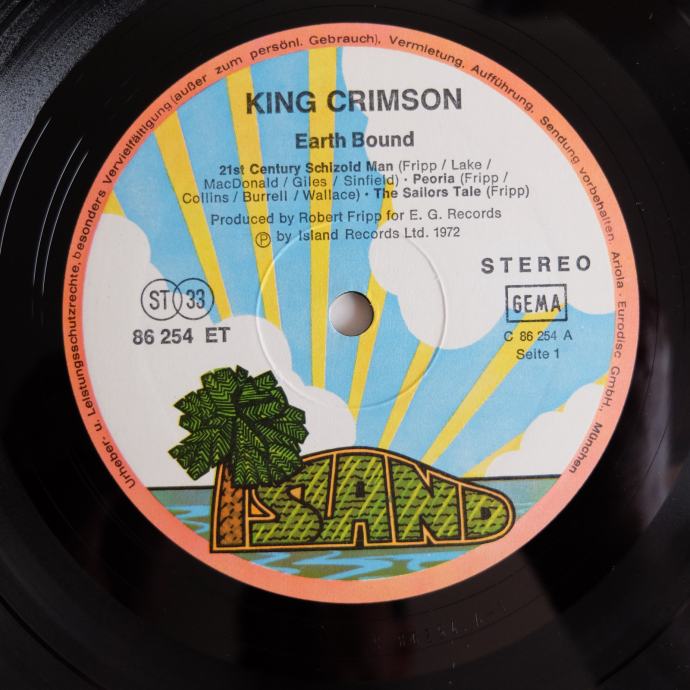 KING CRIMSON
Earth Bound
21st Century Schizoid Man (Fripp / Lake /
MacDonald / Giles / Sinfield) · Peoria (Fripp /
Collins / Burrell / Wallace) · The Sailors Tale (Fripp)
Produced by Robert Fripp for E. G. Records
Ⓟ by Island Records Ltd. 1972
STEREO
ST 33
GEMA
86 254 ET
C 86 254 A
Seite 1
ISLAND
Urheber- u. Leistungsschutzrechte, besonders Vervielfältigung (außer zum persönl. Gebrauch), Vermietung, Aufführung, Sendung vorbehalten. Ariola - Eurodisc GmbH., München